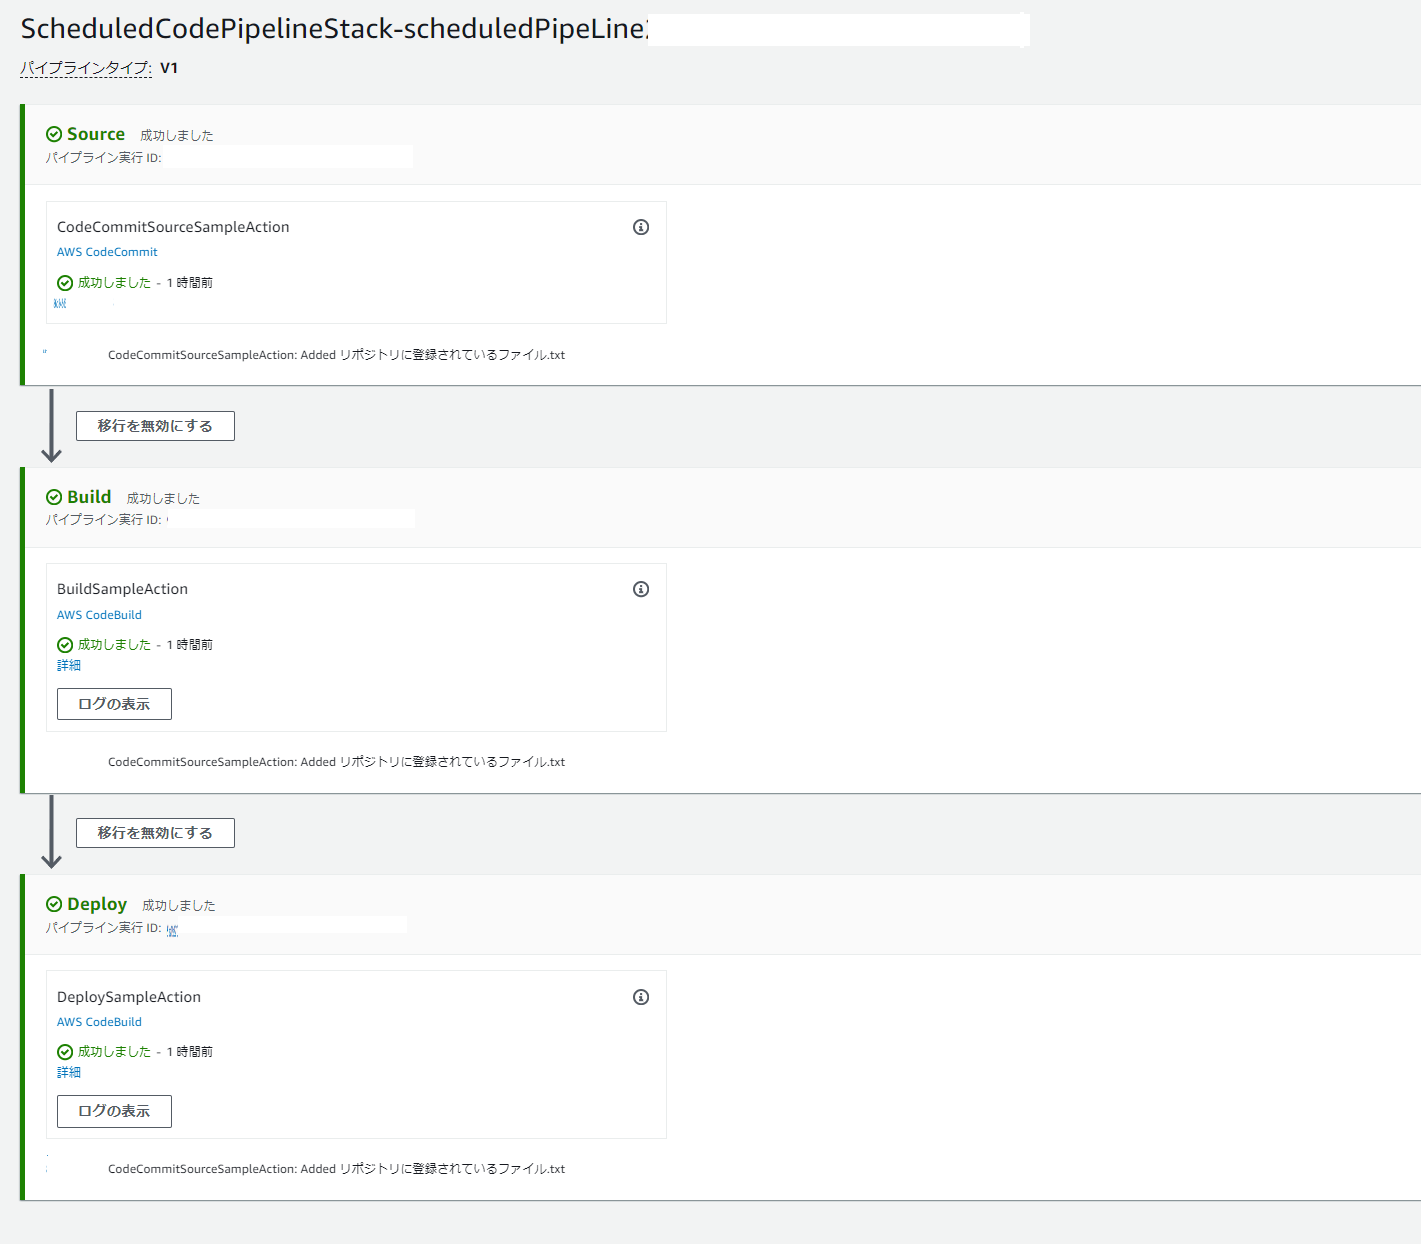 ScheduledCodePipelineStack-scheduledPipeLine
パイプラインタイプ: V1
Source 成功しました
パイプライン実行 ID:
CodeCommitSourceSampleAction
AWS CodeCommit
成功しました - 1 時間前
CodeCommitSourceSampleAction: Added リポジトリに登録されているファイル.txt
移行を無効にする
Build 成功しました
パイプライン実行 ID:
BuildSampleAction
AWS CodeBuild
成功しました - 1 時間前
詳細
ログの表示
CodeCommitSourceSampleAction: Added リポジトリに登録されているファイル.txt
移行を無効にする
Deploy 成功しました
パイプライン実行 ID:
DeploySampleAction
AWS CodeBuild
成功しました - 1 時間前
詳細
ログの表示
CodeCommitSourceSampleAction: Added リポジトリに登録されているファイル.txt